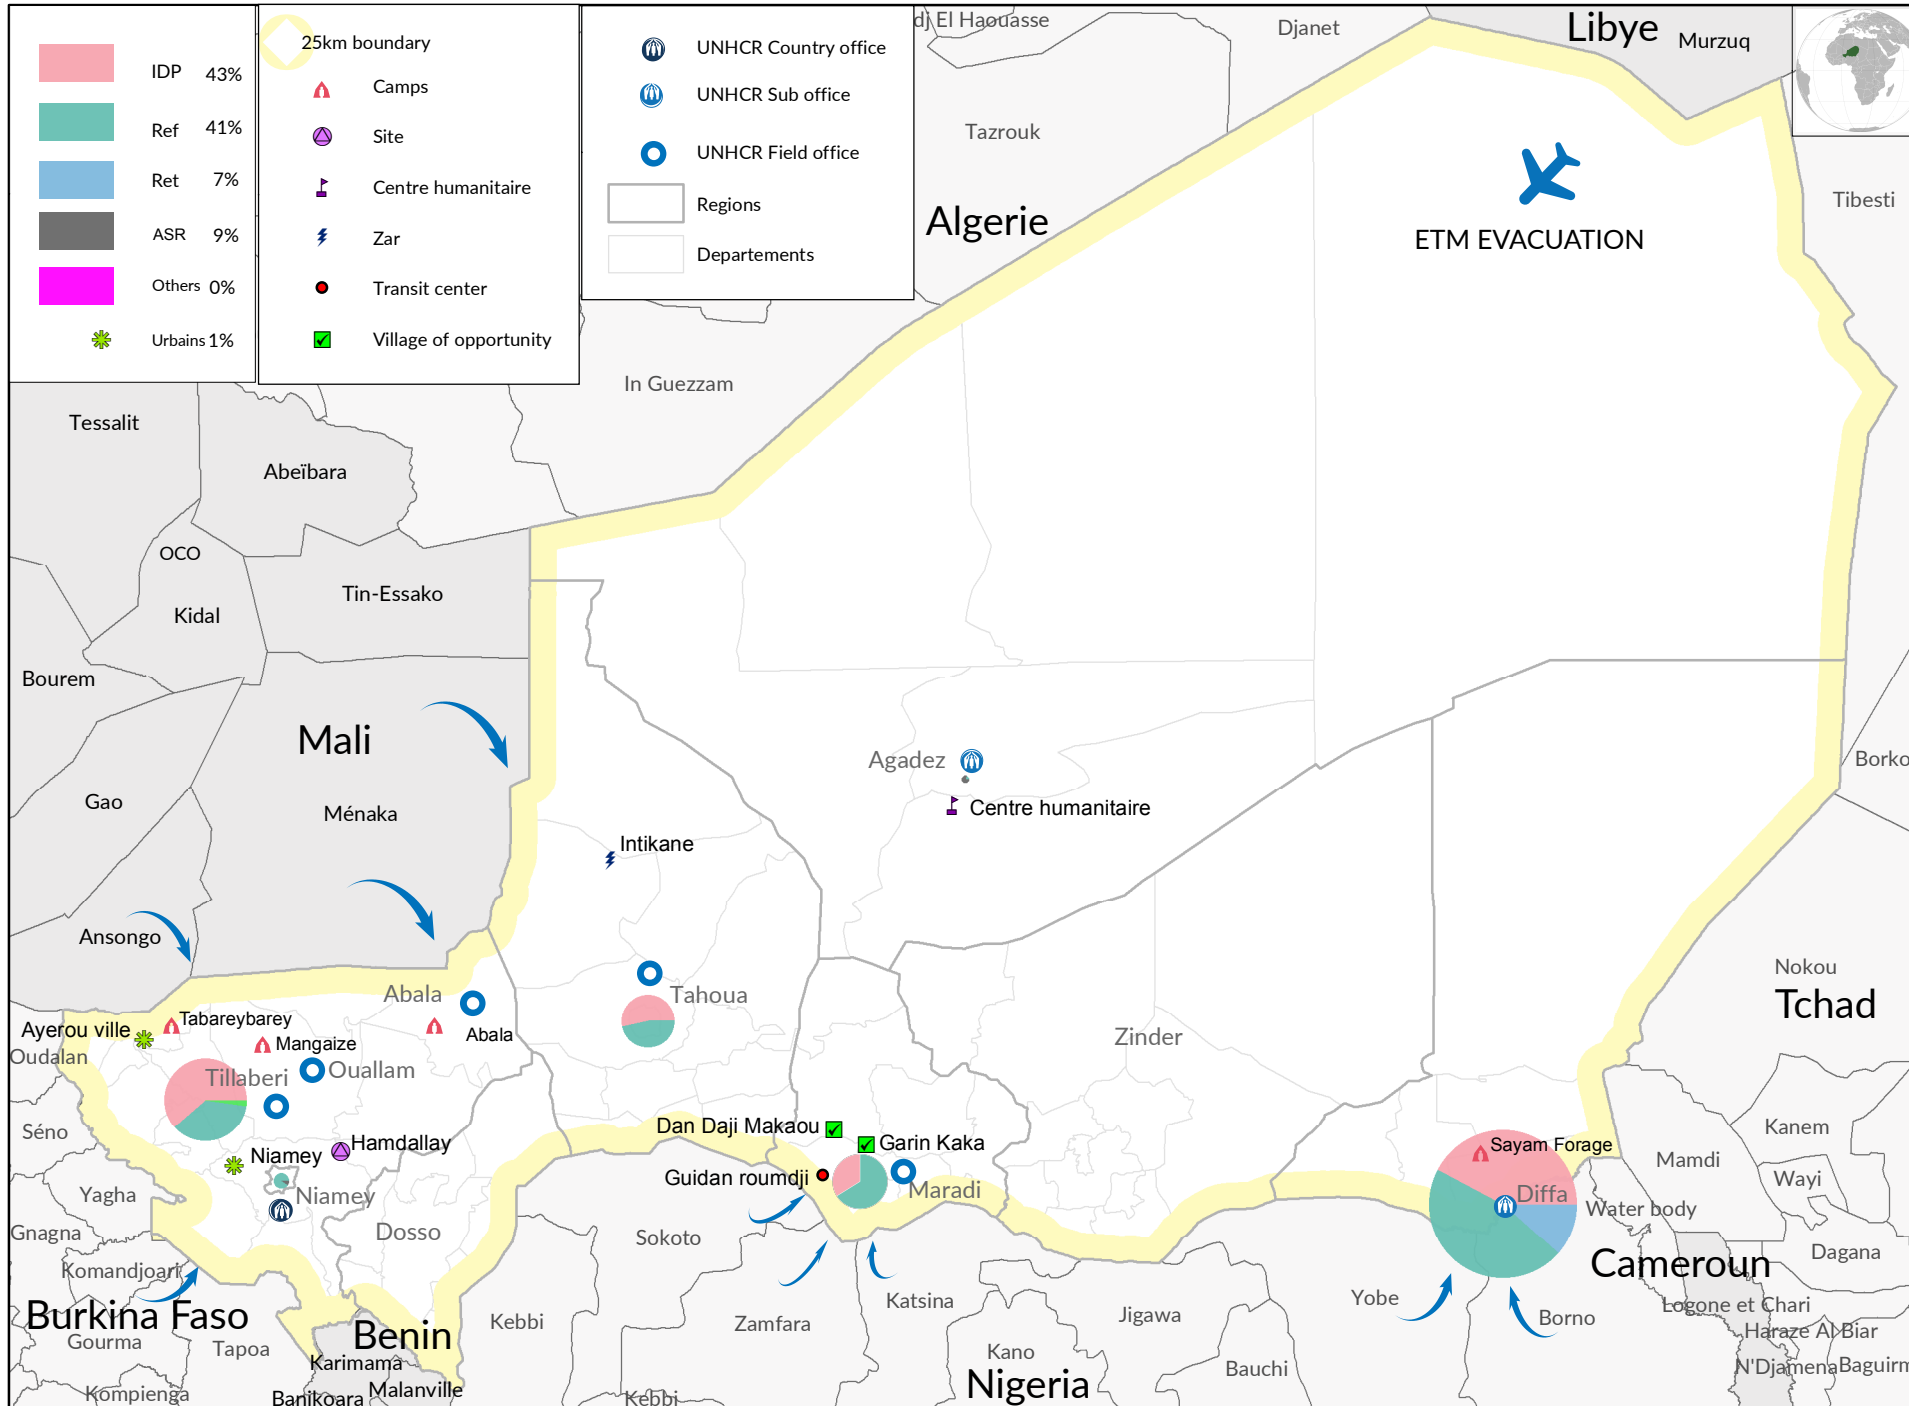 IDP 43%
Ref 41%
Ret 7%
ASR 9%
Others 0%
Urbains 1%
25km boundary
Camps
Site
Centre humanitaire
Zar
Transit center
Village of opportunity
UNHCR Country office
UNHCR Sub office
UNHCR Field office
Regions
Departements
dj El Haouasse
Djanet
Libye
Murzuq
Tazrouk
Tibesti
Algerie
ETM EVACUATION
In Guezzam
Tessalit
Abeïbara
OCO
Tin-Essako
Kidal
Bourem
Mali
Agadez
Borko
Gao
Ménaka
Centre humanitaire
Intikane
Ansongo
Nokou
Abala
Tahoua
Tchad
Tabareybarey
Ayerou ville
Abala
Zinder
Mangaize
Oudalan
Ouallam
Tillaberi
Dan Daji Makaou
Kanem
Séno
Hamdallay
Garin Kaka
Sayam Forage
Niamey
Mamdi
Guidan roumdji
Wayi
Yagha
Niamey
Maradi
Diffa
Water body
Gnagna
Dosso
Sokoto
Dagana
Komandjoari
Cameroun
Yobe
Katsina
Logone et Chari
Burkina Faso
Kebbi
Zamfara
Jigawa
Borno
Benin
Haraze Al Biar
Gourma
Tapoa
Karimama
Kano
Bauchi
N'Djamena
Baguirm
Kompienga
Banikoara
Malanville
Kebbi
Nigeria